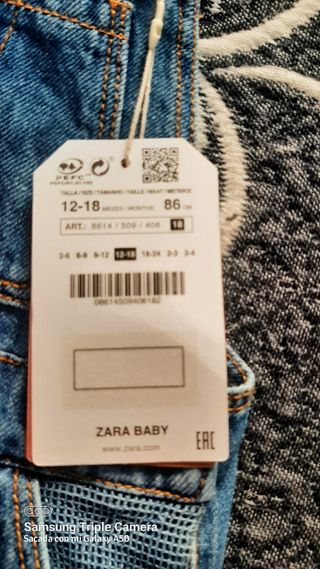 PEFC
TALLA/SIZE/TAMANHO/TAILLE/MAAT/MƏTSIKKE
12-18 MESES/MONTHS 86 CM
ART.: 8614 / 509 / 406 18
3-6 6-9 9-12 12-18 18-24 2-3 3-4
08614509406182
ZARA BABY
www.zara.com
EAC
Samsung Triple Camera
Sacada con mi Galaxy A50